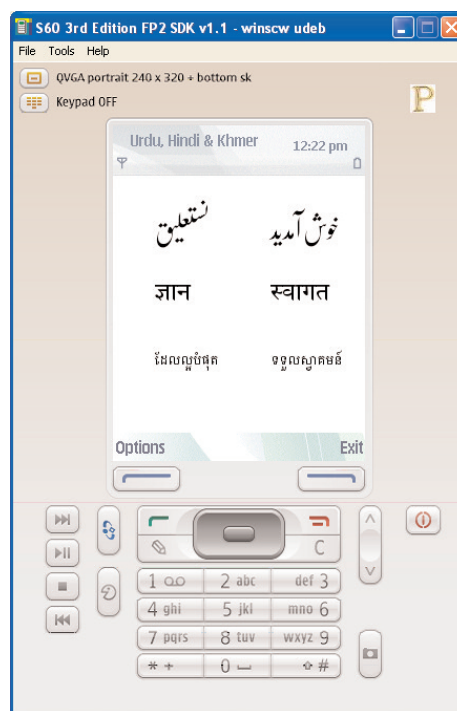 S60 3rd Edition FP2 SDK v1.1 - winscw udeb
File Tools Help
QVGA portrait 240 x 320 + bottom sk
Keypad OFF
P
Urdu, Hindi & Khmer 12:22 pm
نستعلیق خوش آمدید
ज्ञान स्वागत
ដែលល្អបំផុត ទទួលស្វាគមន៍
Options Exit
C
1 2 abc def 3
4 ghi 5 jkl mno 6
7 pqrs 8 tuv wxyz 9
* + 0 #